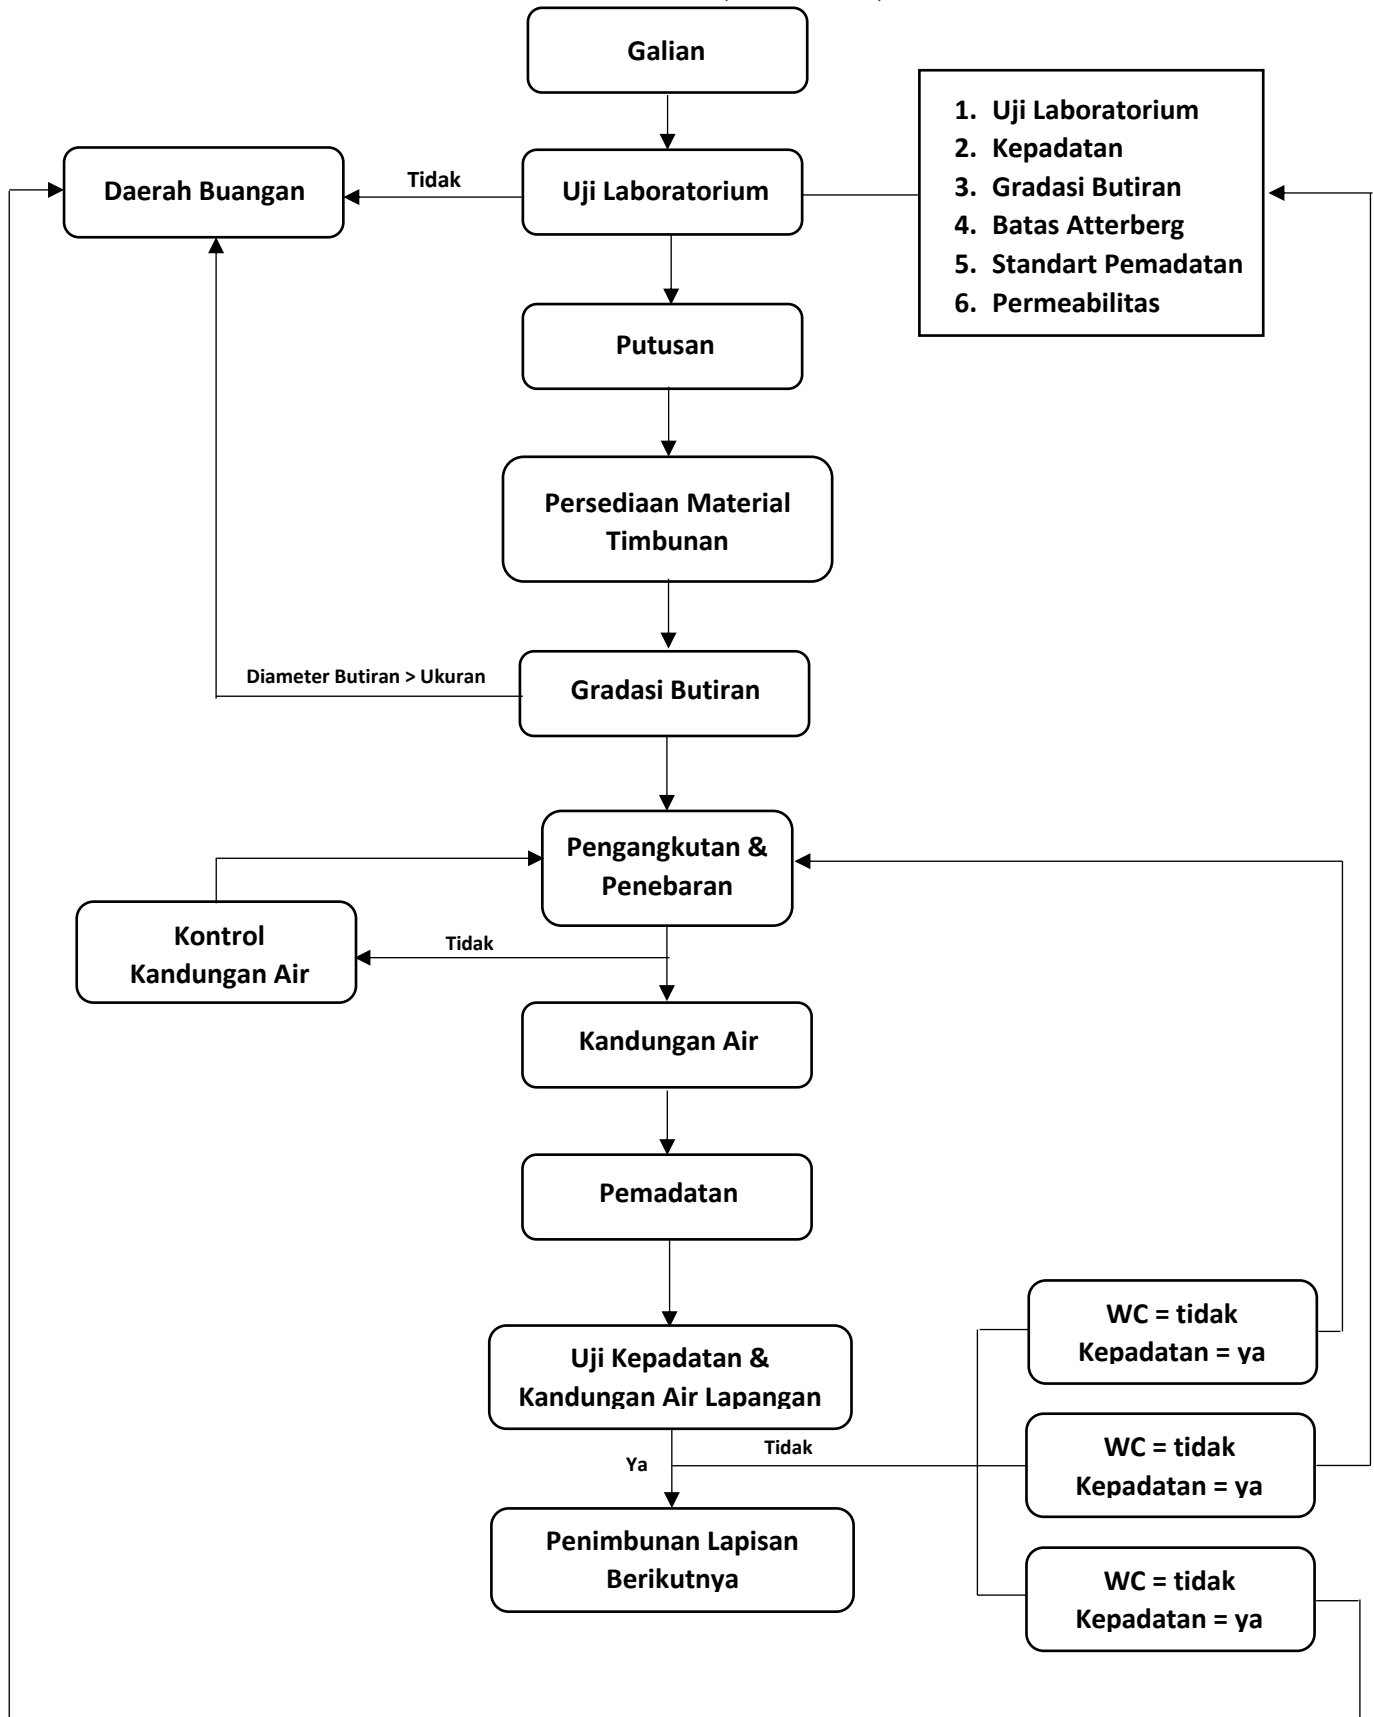 Galian
1. Uji Laboratorium
2. Kepadatan
3. Gradasi Butiran
4. Batas Atterberg
5. Standart Pemadatan
6. Permeabilitas
Daerah Buangan
Tidak
Uji Laboratorium
Putusan
Persediaan Material
Timbunan
Diameter Butiran > Ukuran
Gradasi Butiran
Pengangkutan &
Penebaran
Kontrol
Kandungan Air
Tidak
Kandungan Air
Pemadatan
Uji Kepadatan &
Kandungan Air Lapangan
WC = tidak
Kepadatan = ya
Ya
Tidak
WC = tidak
Kepadatan = ya
Penimbunan Lapisan
Berikutnya
WC = tidak
Kepadatan = ya